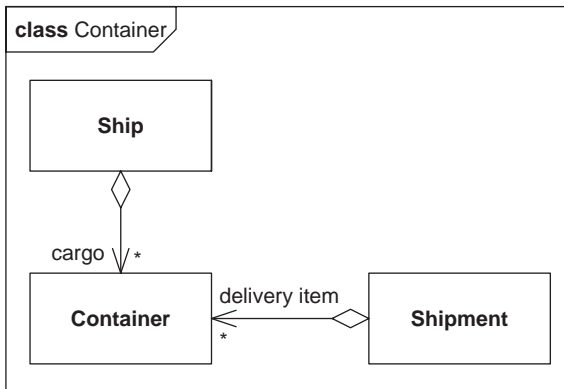 class Container
Ship
cargo *
delivery item
Container
Shipment
*